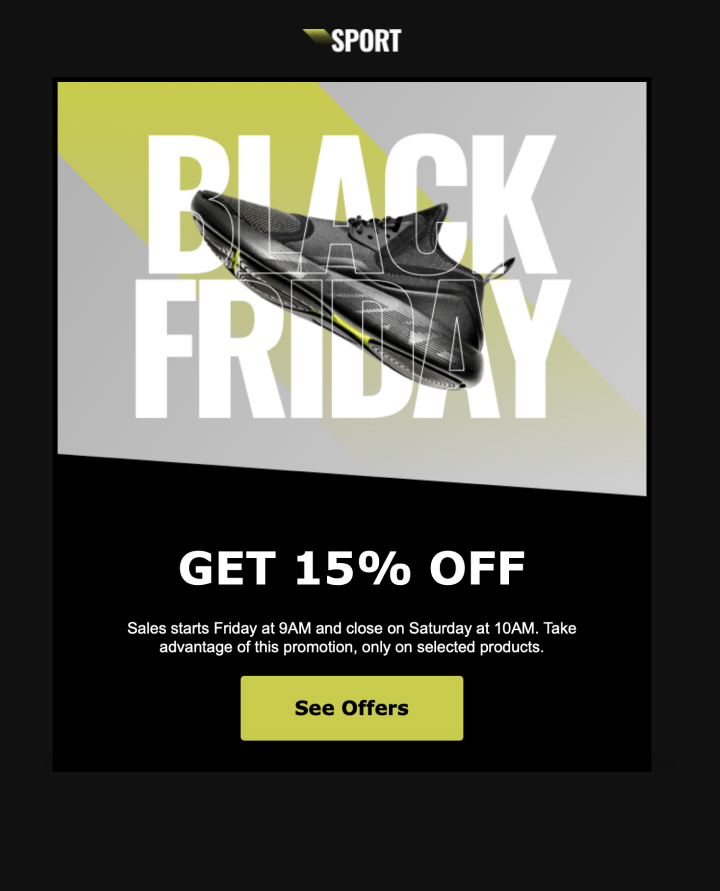 SPORT
BLACK
FRIDAY
GET 15% OFF
Sales starts Friday at 9AM and close on Saturday at 10AM. Take
advantage of this promotion, only on selected products.
See Offers